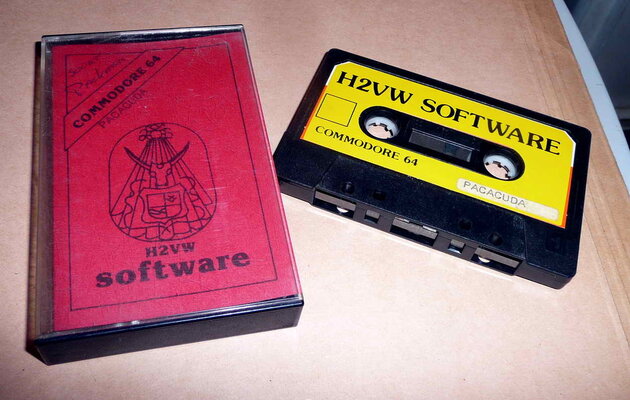 COMMODORE 64
PACACUDA
H2VW
software
H2VW SOFTWARE
COMMODORE 64
PACACUDA